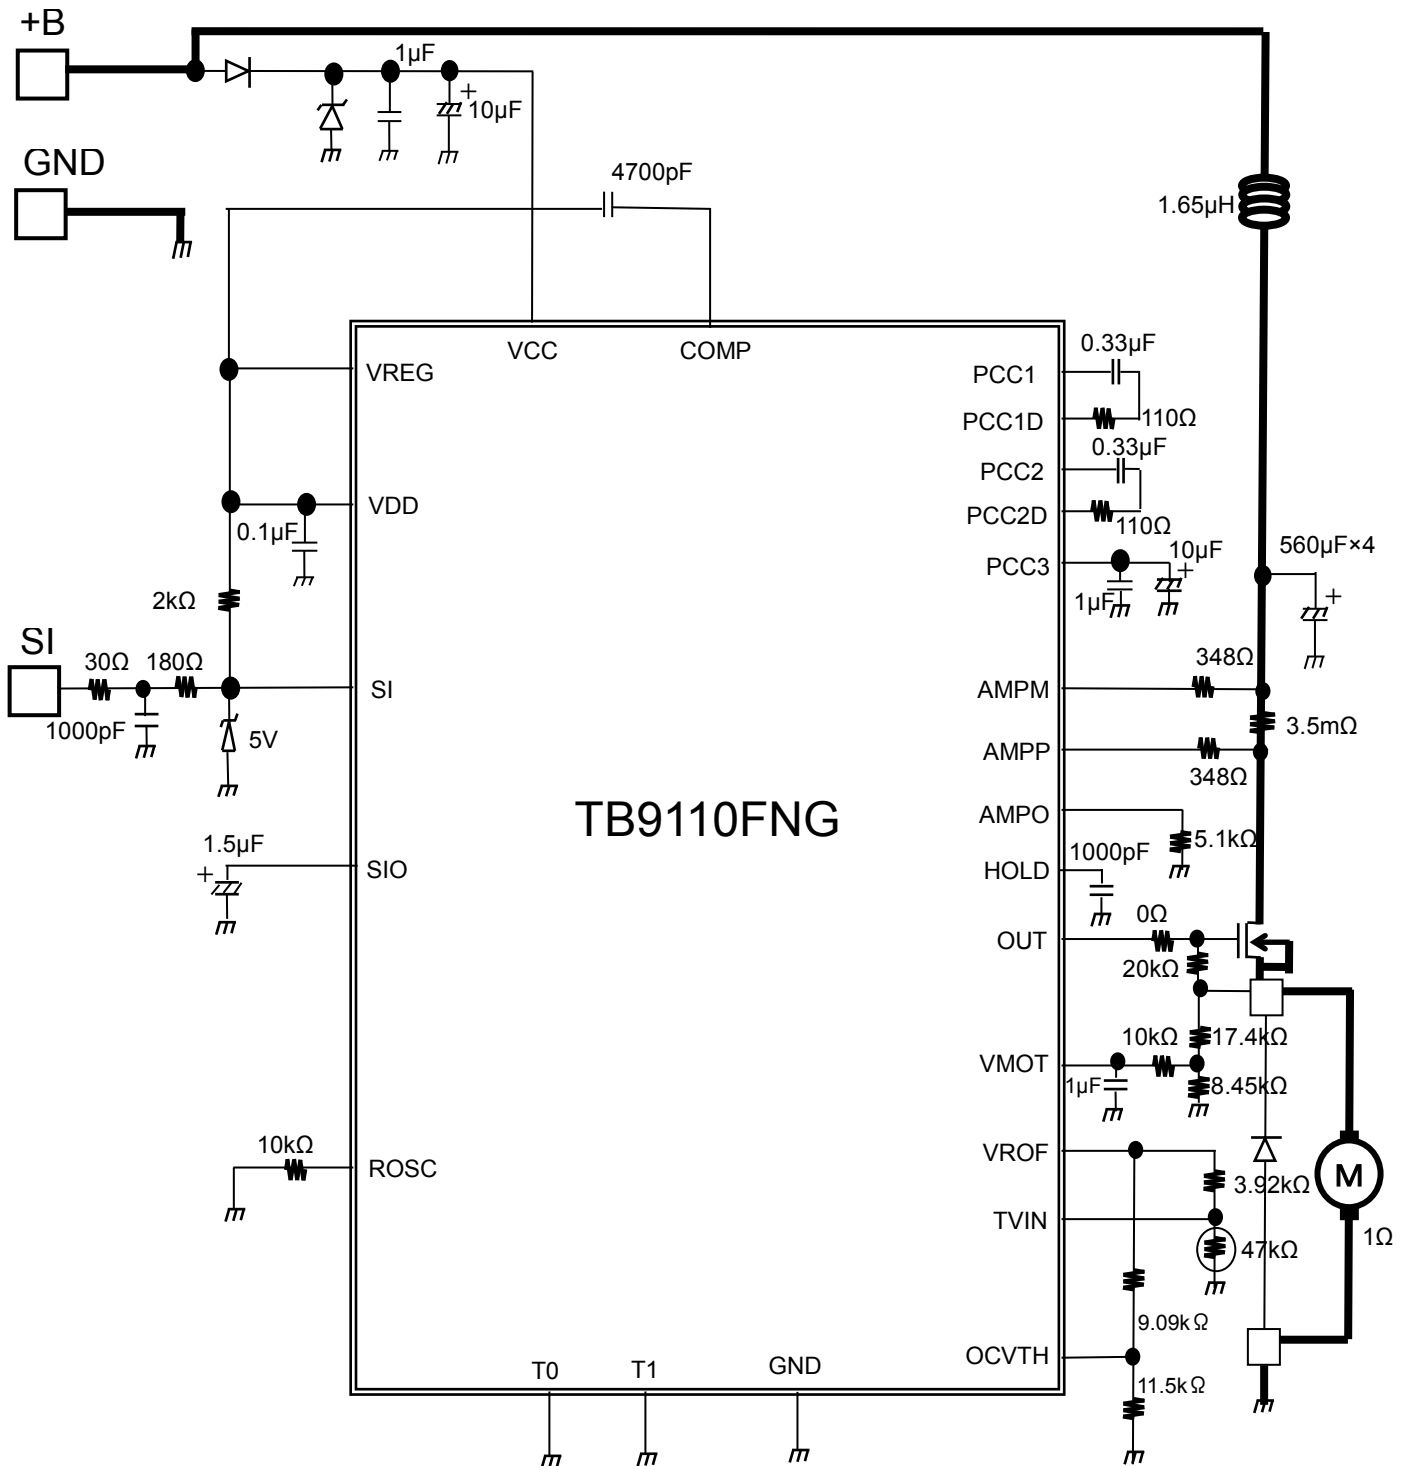 +B
1µF
+
10µF
GND
4700pF
1.65µH
VCC
COMP
0.33µF
VREG
PCC1
PCC1D
110Ω
0.33µF
PCC2
VDD
PCC2D
110Ω
0.1µF
560µF×4
10µF
PCC3
+
1µF
+
2kΩ
SI
30Ω
180Ω
348Ω
SI
AMPM
1000pF
5V
3.5mΩ
AMPP
348Ω
TB9110FNG
AMPO
5.1kΩ
1.5µF
1000pF
+
SIO
HOLD
0Ω
OUT
20kΩ
10kΩ
17.4kΩ
VMOT
1µF
8.45kΩ
10kΩ
VROF
ROSC
M
3.92kΩ
TVIN
1Ω
47kΩ
9.09kΩ
OCVTH
T0
T1
GND
11.5kΩ